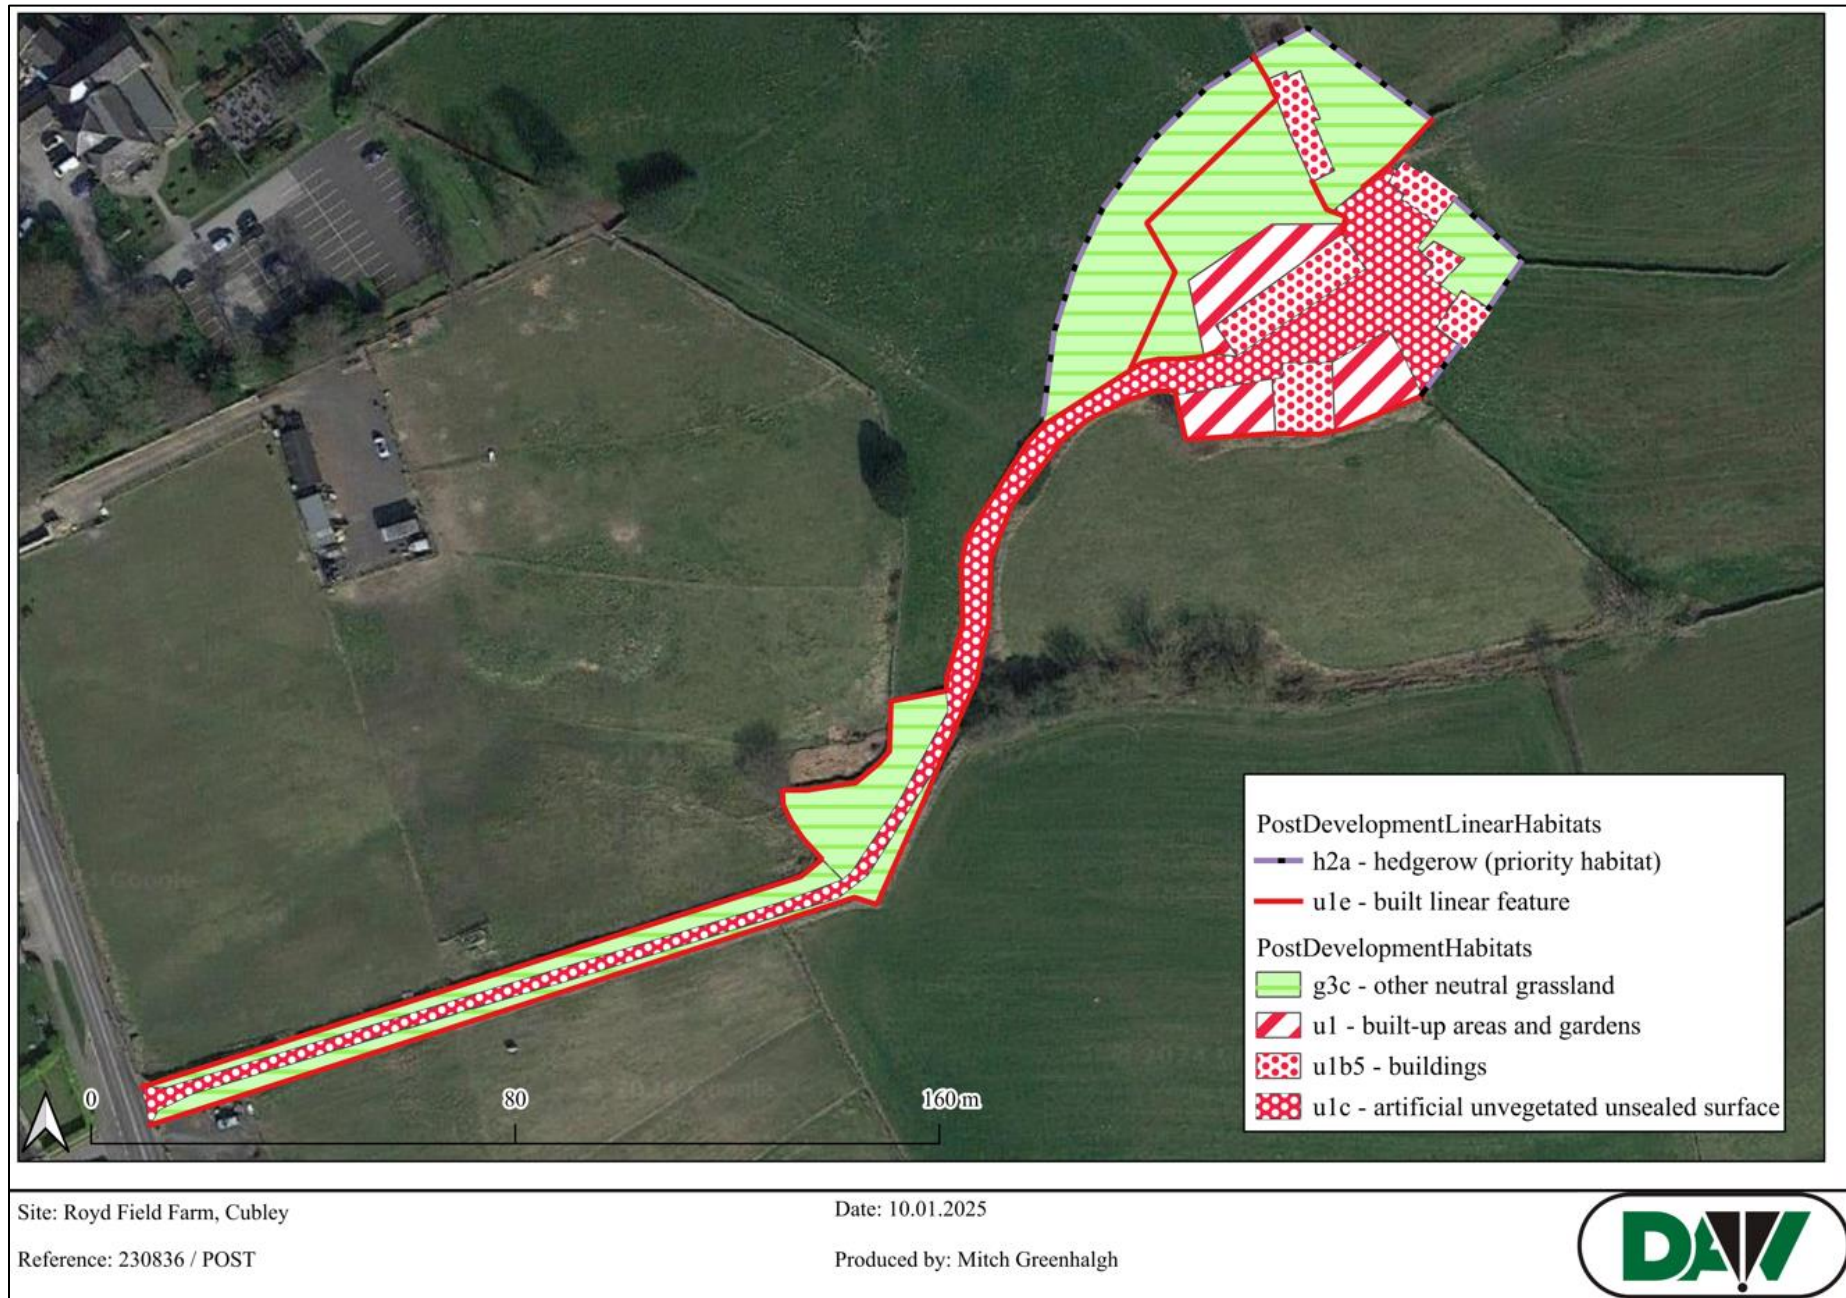 0
80
160 m
PostDevelopmentLinearHabitats
h2a - hedgerow (priority habitat)
u1e - built linear feature
PostDevelopmentHabitats
g3c - other neutral grassland
u1 - built-up areas and gardens
u1b5 - buildings
u1c - artificial unvegetated unsealed surface
Site: Royd Field Farm, Cubley
Date: 10.01.2025
Reference: 230836 / POST
Produced by: Mitch Greenhalgh
DAW